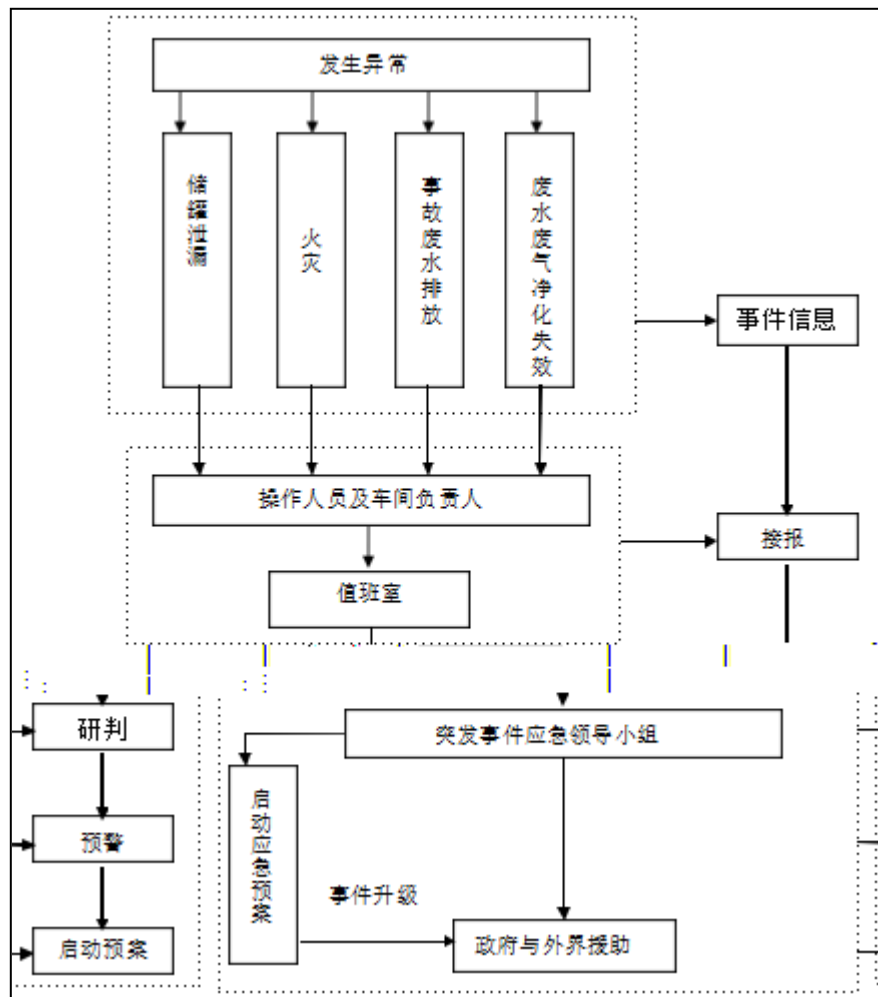 发生异常
储罐泄漏
火灾
事故废水排放
废水废气净化失效
事件信息
操作人员及车间负责人
接报
值班室
研判
突发事件应急领导小组
启动应急预案
预警
事件升级
启动预案
政府与外界援助